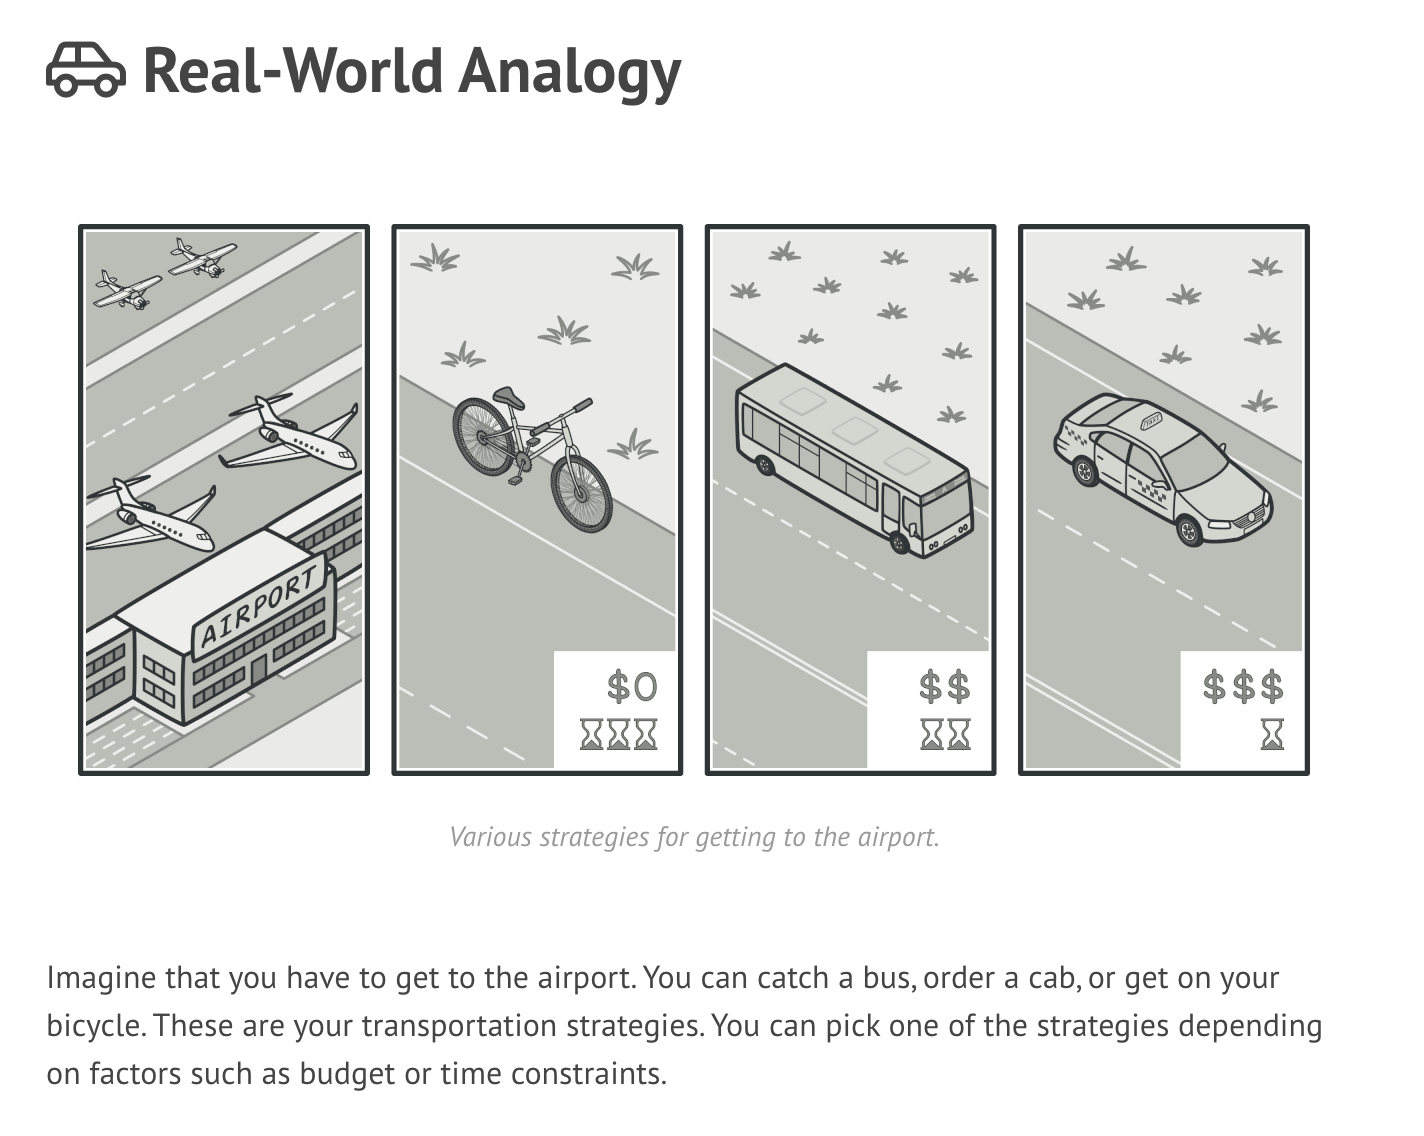 Real-World Analogy
AIRPORT
TAXI
$0
$$
$$$
Various strategies for getting to the airport.
Imagine that you have to get to the airport. You can catch a bus, order a cab, or get on your
bicycle. These are your transportation strategies. You can pick one of the strategies depending
on factors such as budget or time constraints.